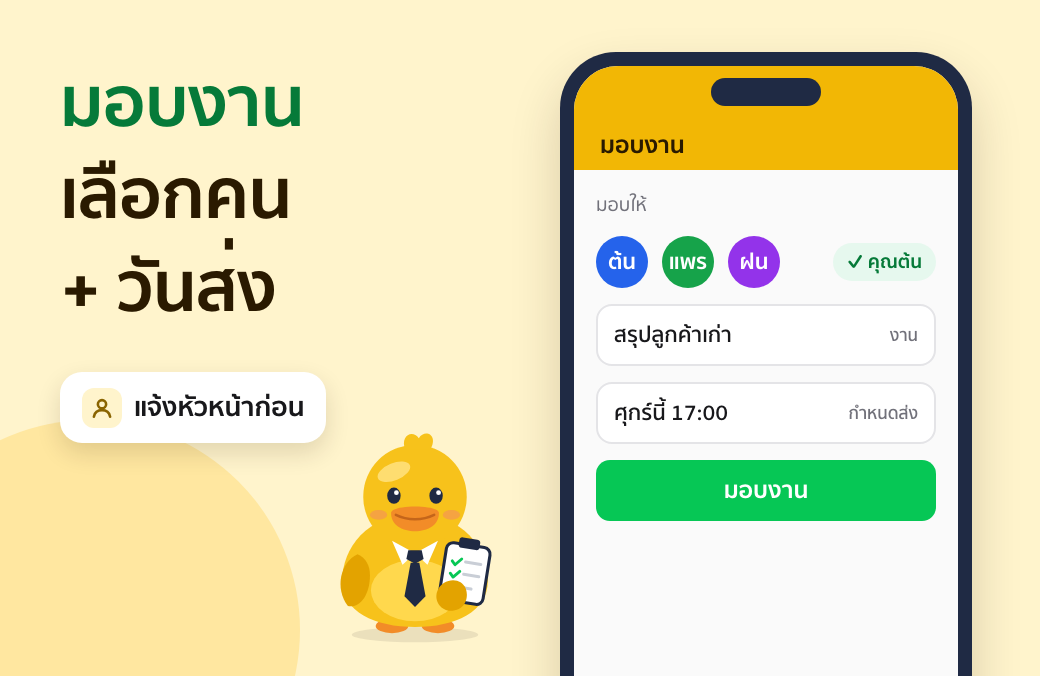 มอบงาน
เลือกคน
+ วันส่ง
แจ้งหัวหน้าก่อน
มอบงาน
มอบให้
ต้น แพร ฝน คุณต้น
สรุปลูกค้าเก่า งาน
ศุกร์นี้ 17:00 กำหนดส่ง
มอบงาน